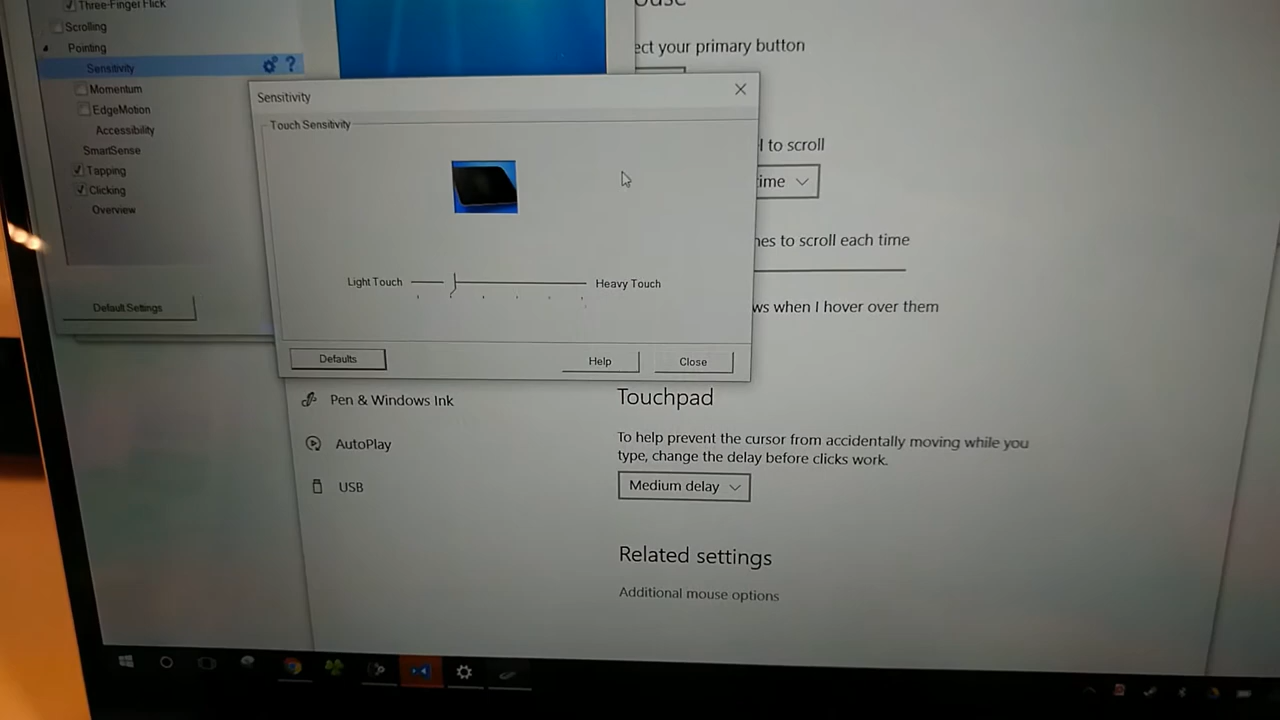 Three-Finger Flick
Scrolling
Pointing
Sensitivity
?
Momentum
EdgeMotion
Accessibility
SmartSense
Tapping
Clicking
Overview
Default Settings
Sensitivity
Touch Sensitivity
Light Touch
Heavy Touch
Defaults
Help
Close
ect your primary button
l to scroll
ime
nes to scroll each time
ws when I hover over them
Pen & Windows Ink
AutoPlay
USB
Touchpad
To help prevent the cursor from accidentally moving while you
type, change the delay before clicks work.
Medium delay
Related settings
Additional mouse options